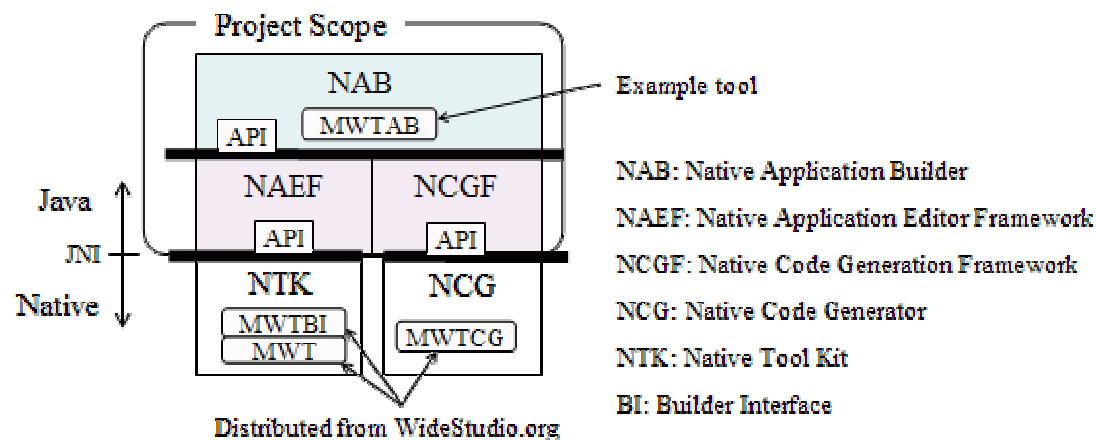 Project Scope
NAB
MWTAB
API
Example tool
NAEF
NCGF
API
API
Java
JNI
Native
NTK
NCG
MWTBI
MWT
MWTCG
Distributed from WideStudio.org
NAB: Native Application Builder
NAEF: Native Application Editor Framework
NCGF: Native Code Generation Framework
NCG: Native Code Generator
NTK: Native Tool Kit
BI: Builder Interface